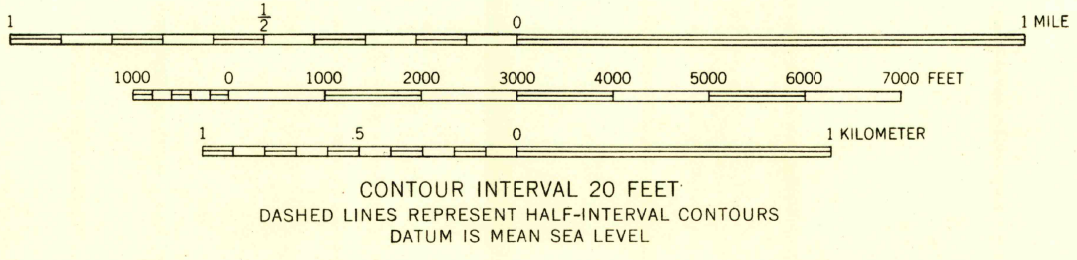 1 1/2 0 1 MILE
1000 0 1000 2000 3000 4000 5000 6000 7000 FEET
1 .5 0 1 KILOMETER
CONTOUR INTERVAL 20 FEET
DASHED LINES REPRESENT HALF-INTERVAL CONTOURS
DATUM IS MEAN SEA LEVEL